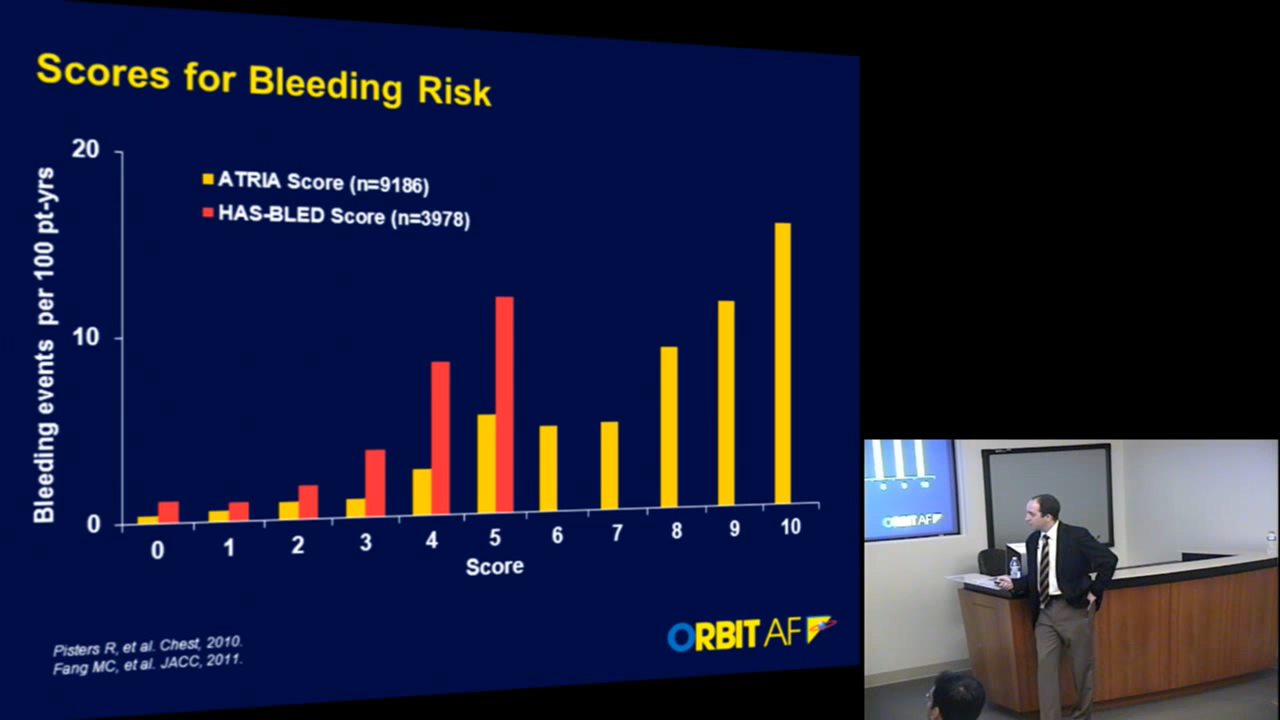 Scores for Bleeding Risk
20
ATRIA Score (n=9186)
HAS-BLED Score (n=3978)
Bleeding events per 100 pt-yrs
10
0
0 1 2 3 4 5 6 7 8 9 10
Score
Pisters R, et al. Chest, 2010.
Fang MC, et al. JACC, 2011.
ORBIT AF
ORBIT AF